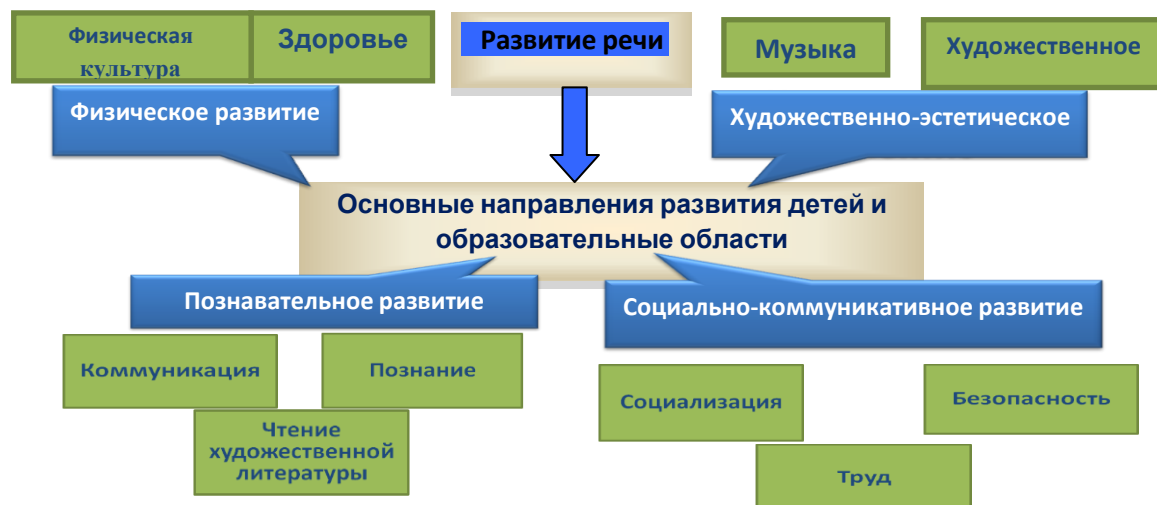 Физическая
культура
Здоровье
Развитие речи
Музыка
Художественное
Физическое развитие
Художественно-эстетическое
Основные направления развития детей и
образовательные области
Познавательное развитие
Социально-коммуникативное развитие
Коммуникация
Познание
Чтение
художественной
литературы
Социализация
Безопасность
Труд